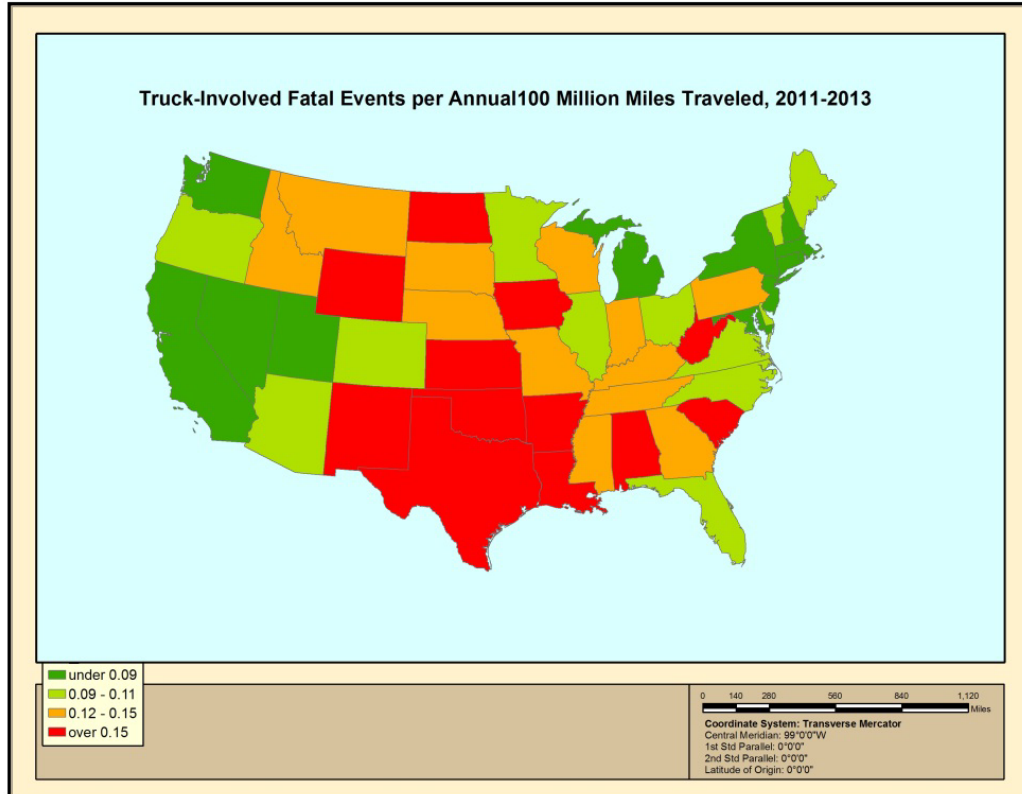 Truck-Involved Fatal Events per Annual100 Million Miles Traveled, 2011-2013
under 0.09
0.09 - 0.11
0.12 - 0.15
over 0.15
0 140 280 560 840 1,120
Miles
Coordinate System: Transverse Mercator
Central Meridian: 99°0'0"W
1st Std Parallel: 0°0'0"
2nd Std Parallel: 0°0'0"
Latitude of Origin: 0°0'0"